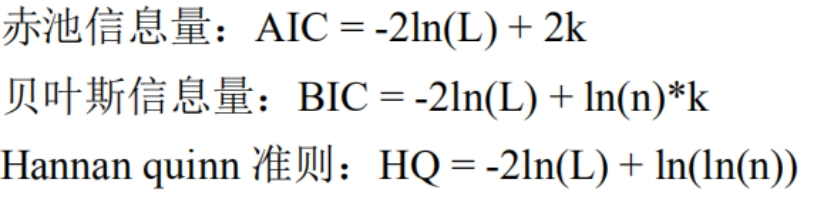 赤池信息量：AIC = -2ln(L) + 2k
贝叶斯信息量：BIC = -2ln(L) + ln(n)*k
Hannan quinn 准则：HQ = -2ln(L) + ln(ln(n))